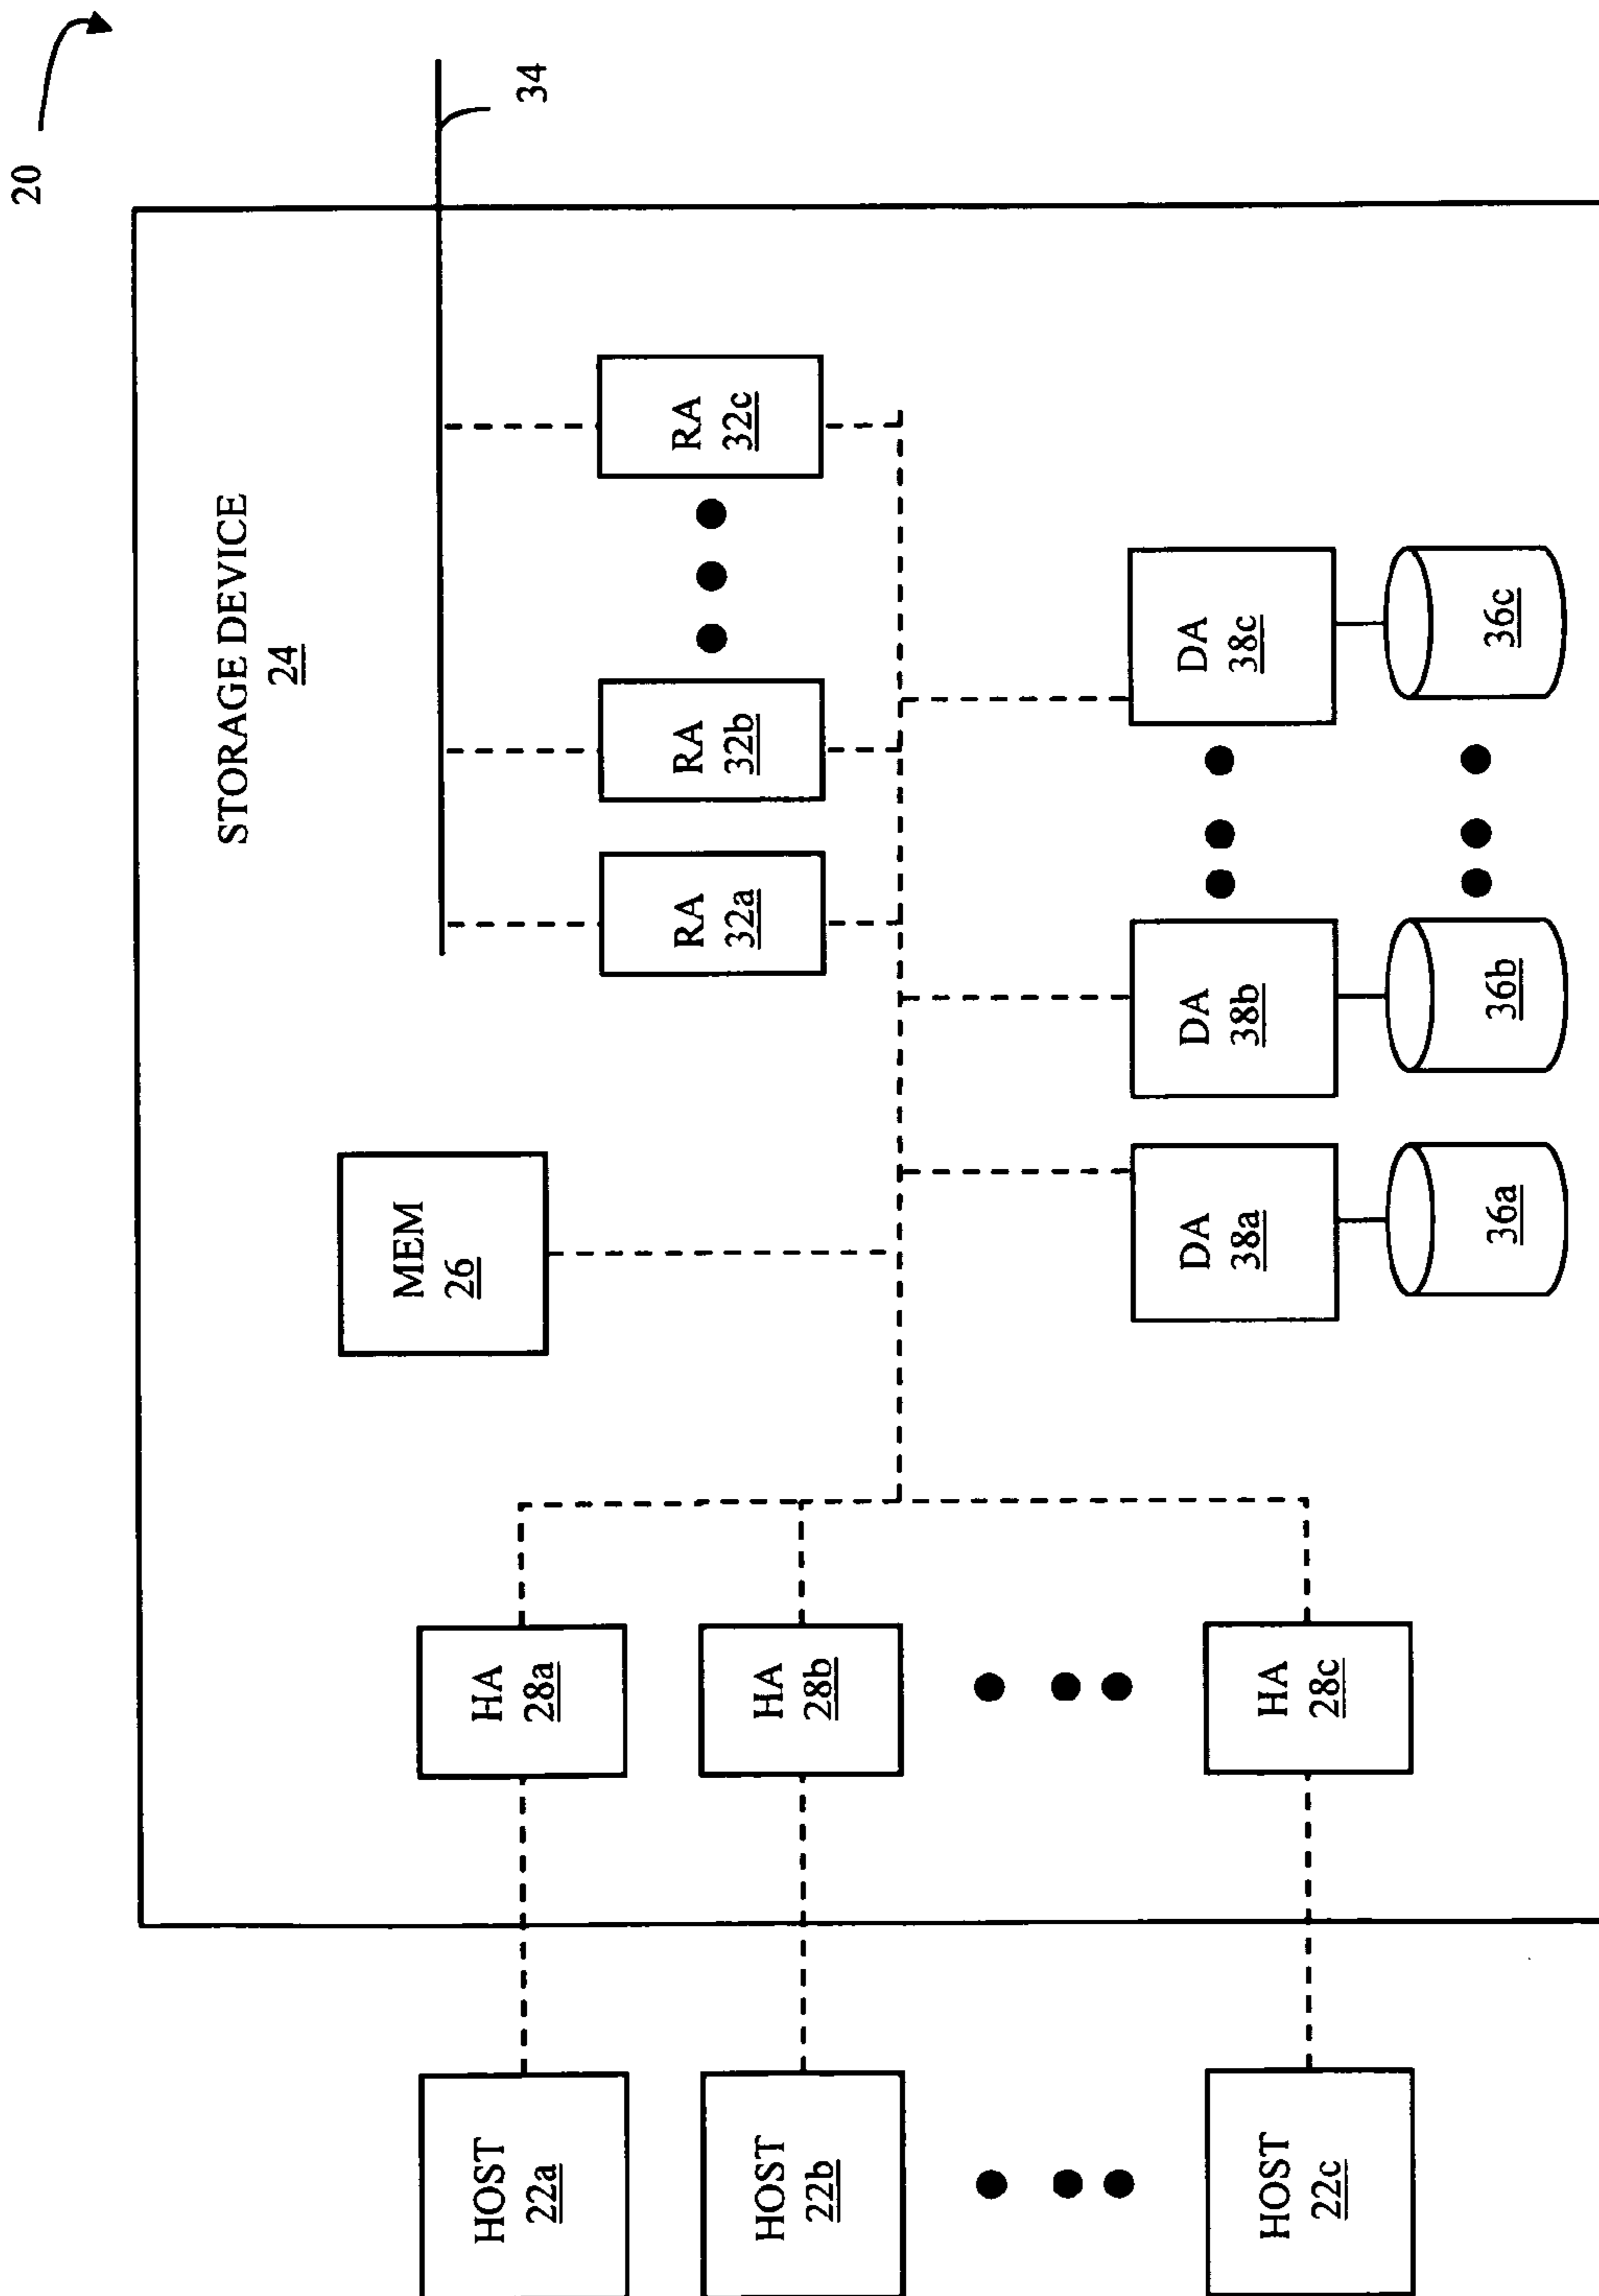 20
STORAGE DEVICE
24
34
HOST
22a
HOST
22b
HOST
22c
HA
28a
HA
28b
HA
28c
MEM
26
RA
32a
RA
32b
RA
32c
DA
38a
DA
38b
DA
38c
36a
36b
36c